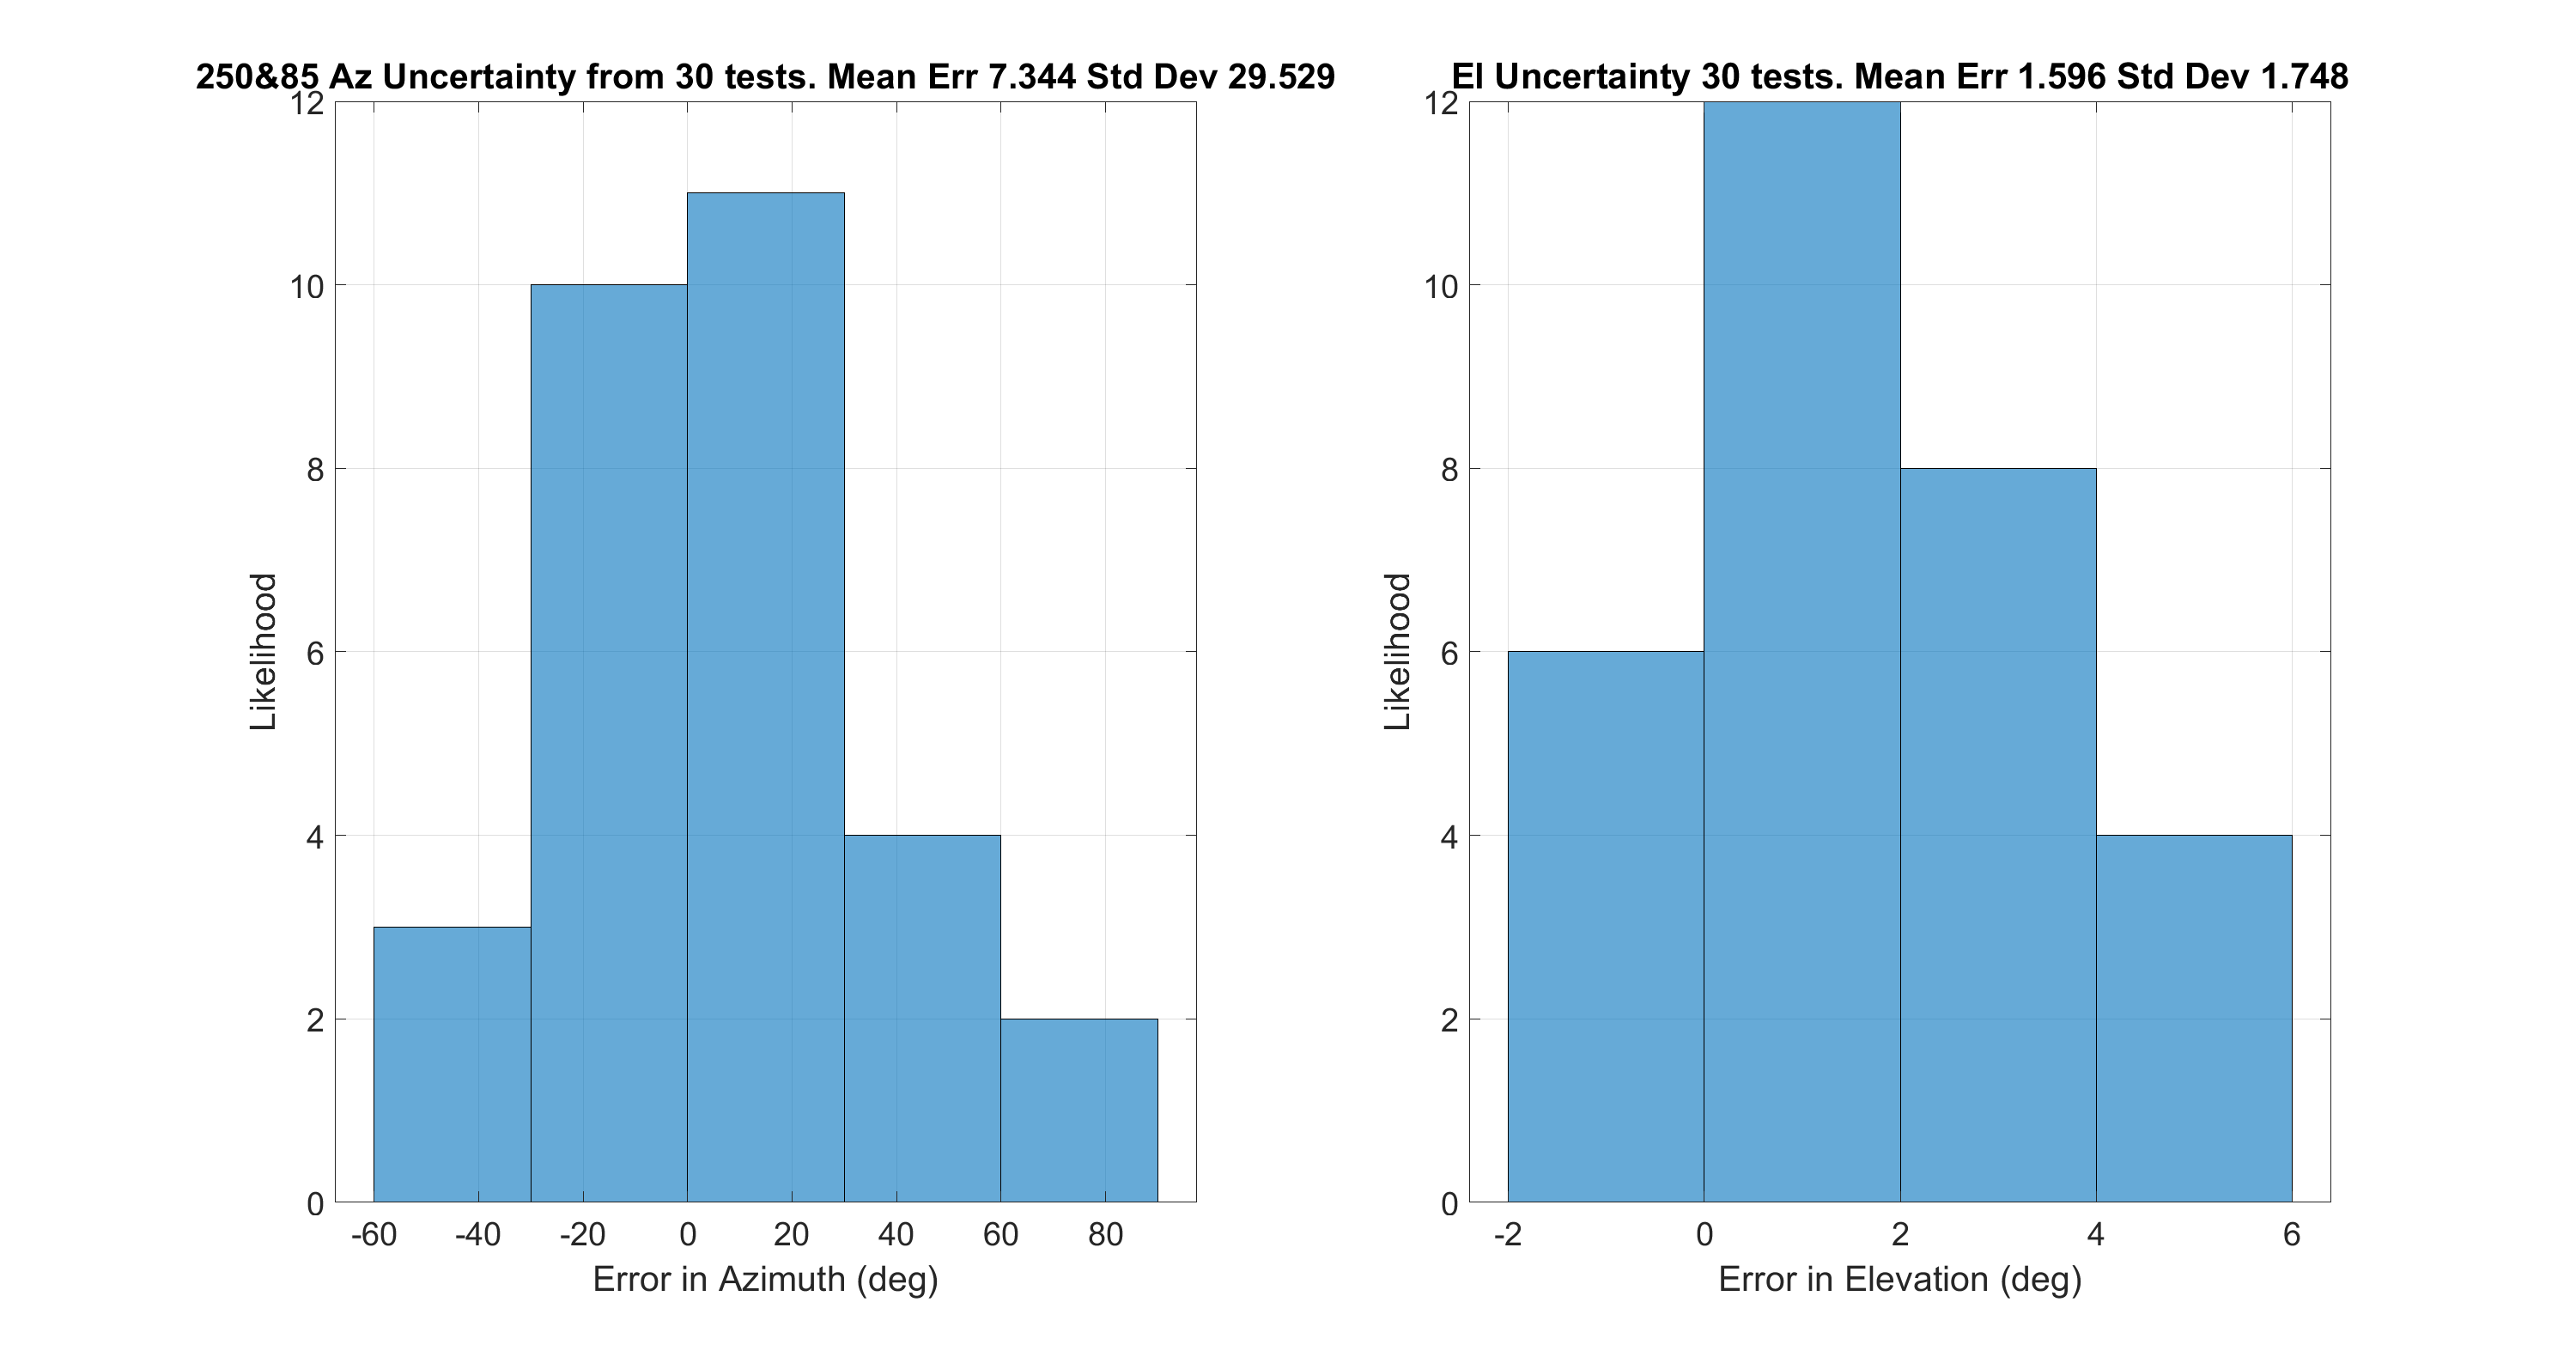 250&85 Az Uncertainty from 30 tests. Mean Err 7.344 Std Dev 29.529
12
10
8
6
4
2
0
Likelihood
-60 -40 -20 0 20 40 60 80
Error in Azimuth (deg)
El Uncertainty 30 tests. Mean Err 1.596 Std Dev 1.748
12
10
8
6
4
2
0
Likelihood
-2 0 2 4 6
Error in Elevation (deg)